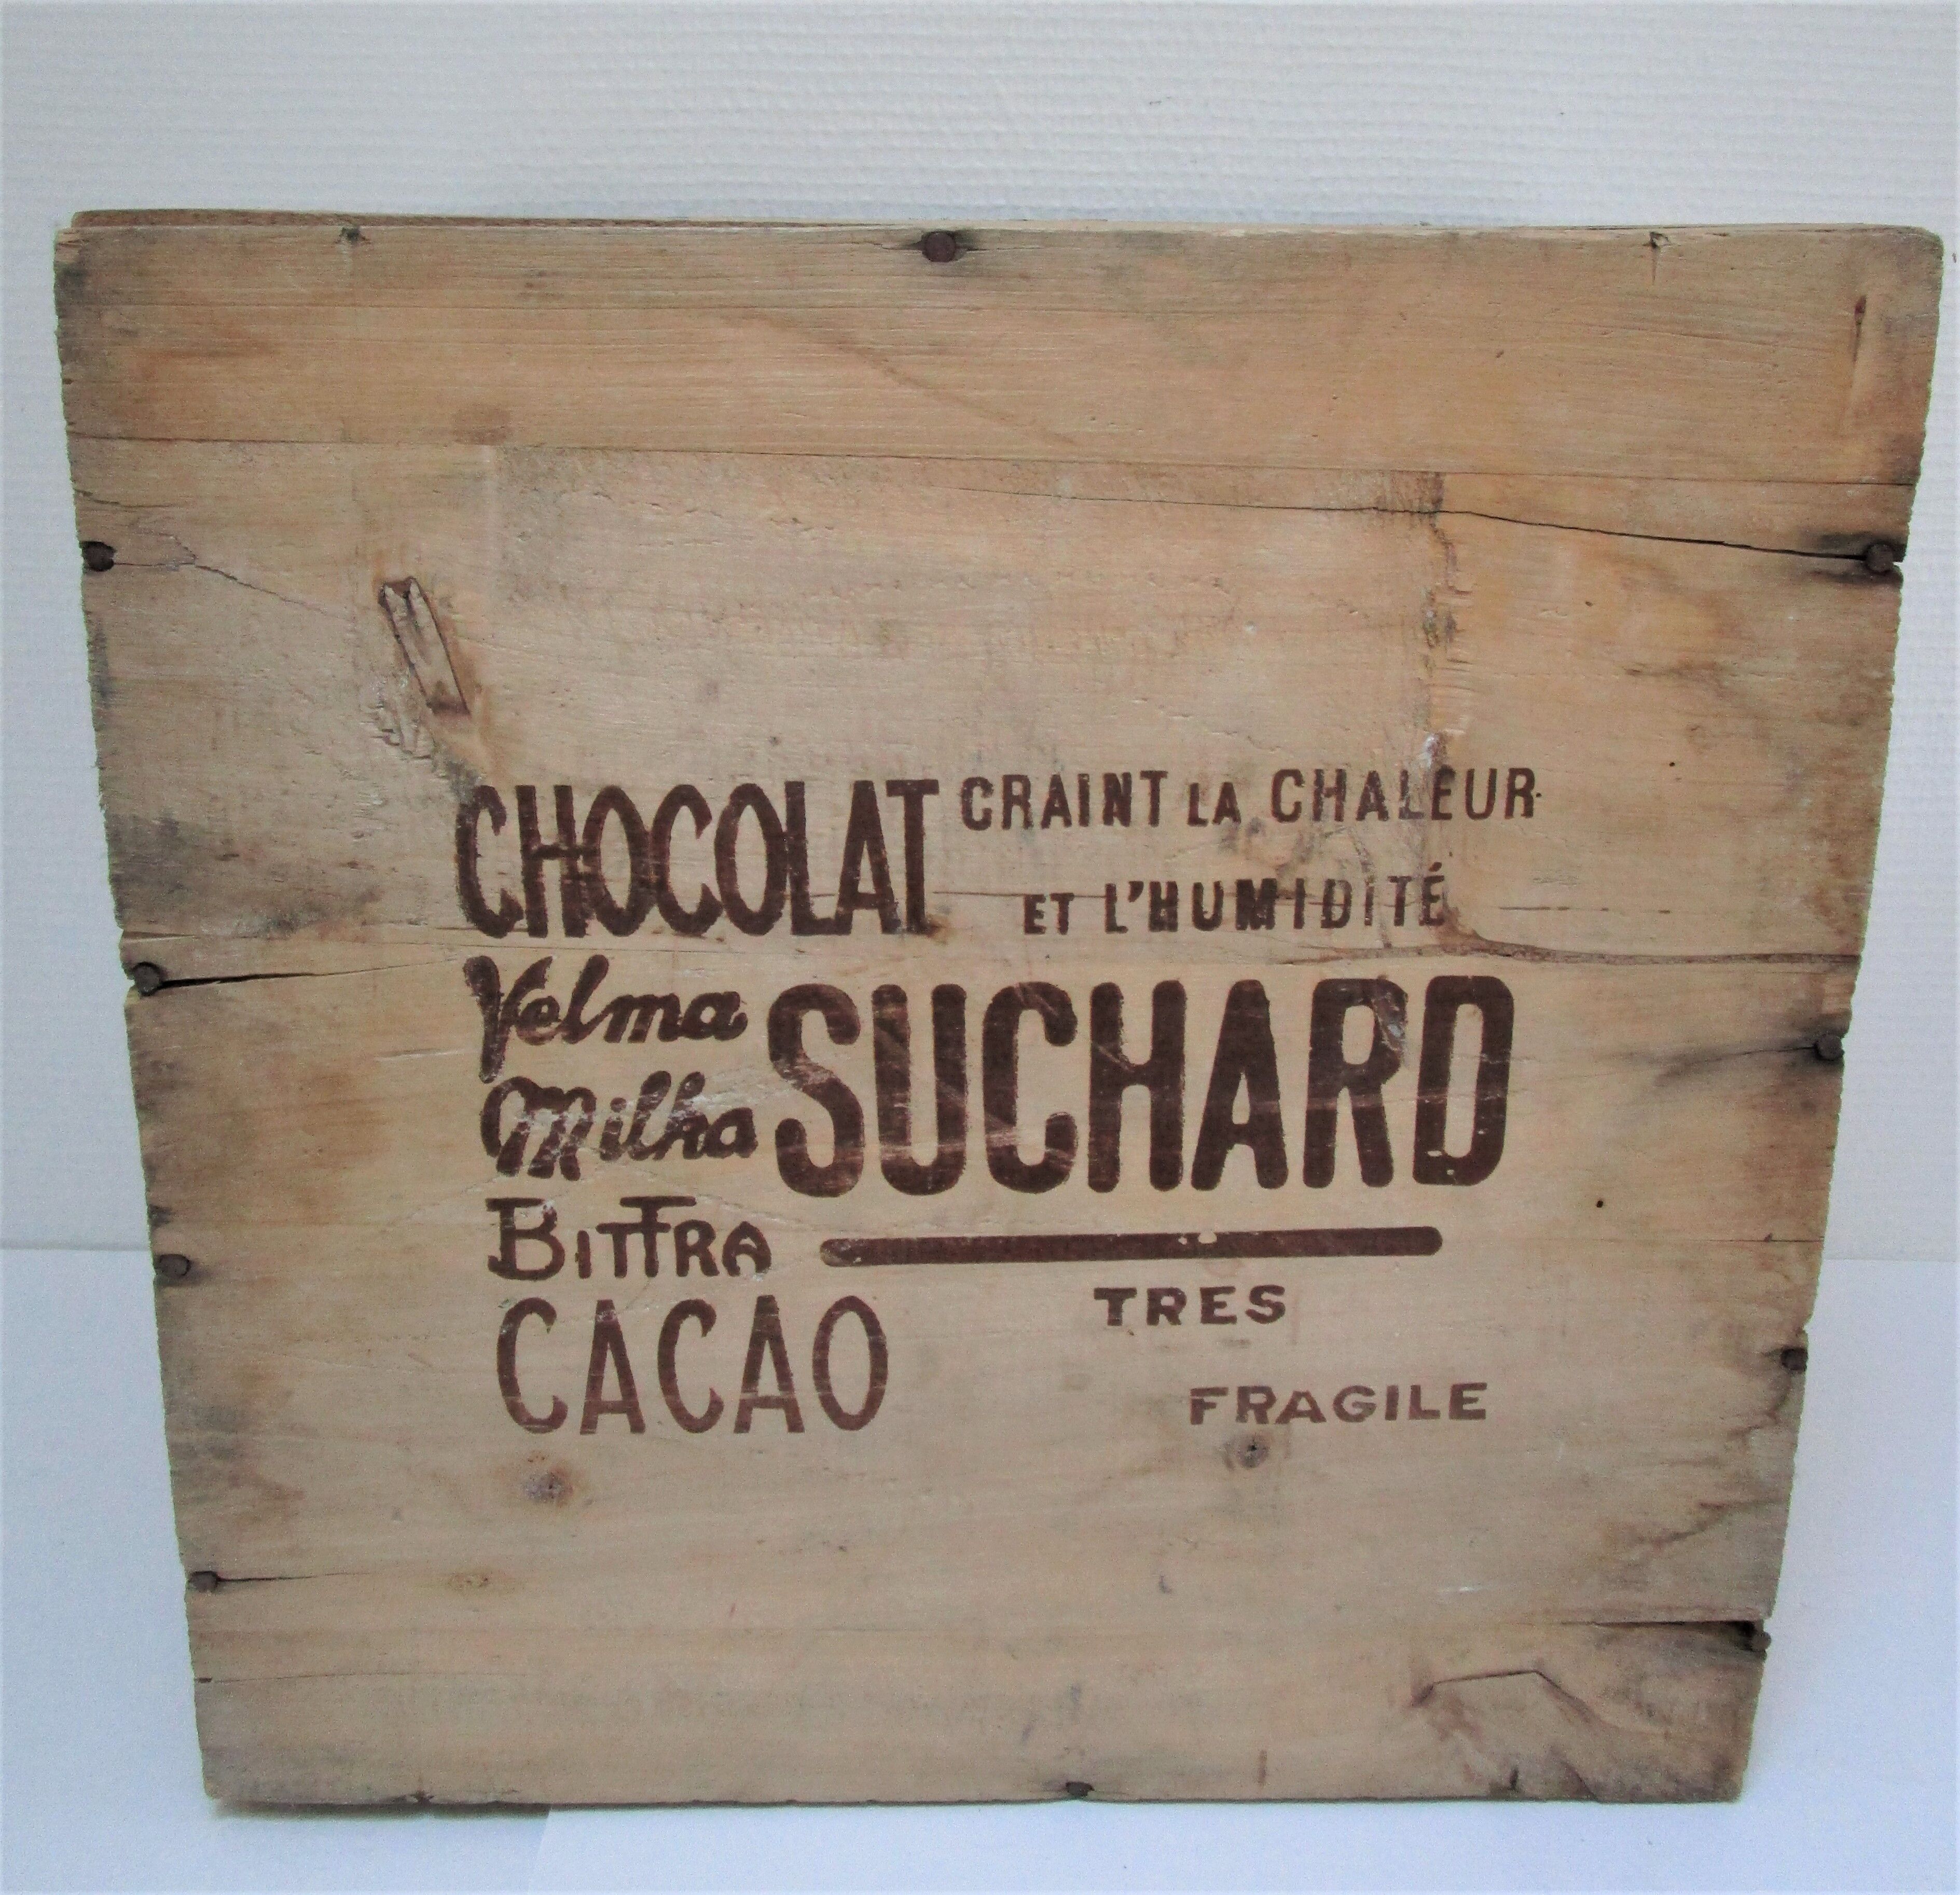 CHOCOLAT CRAINT LA CHALEUR
ET L'HUMIDITÉ
Velma SUCHARD
Milka
BITTRA
CACAO
TRES
FRAGILE